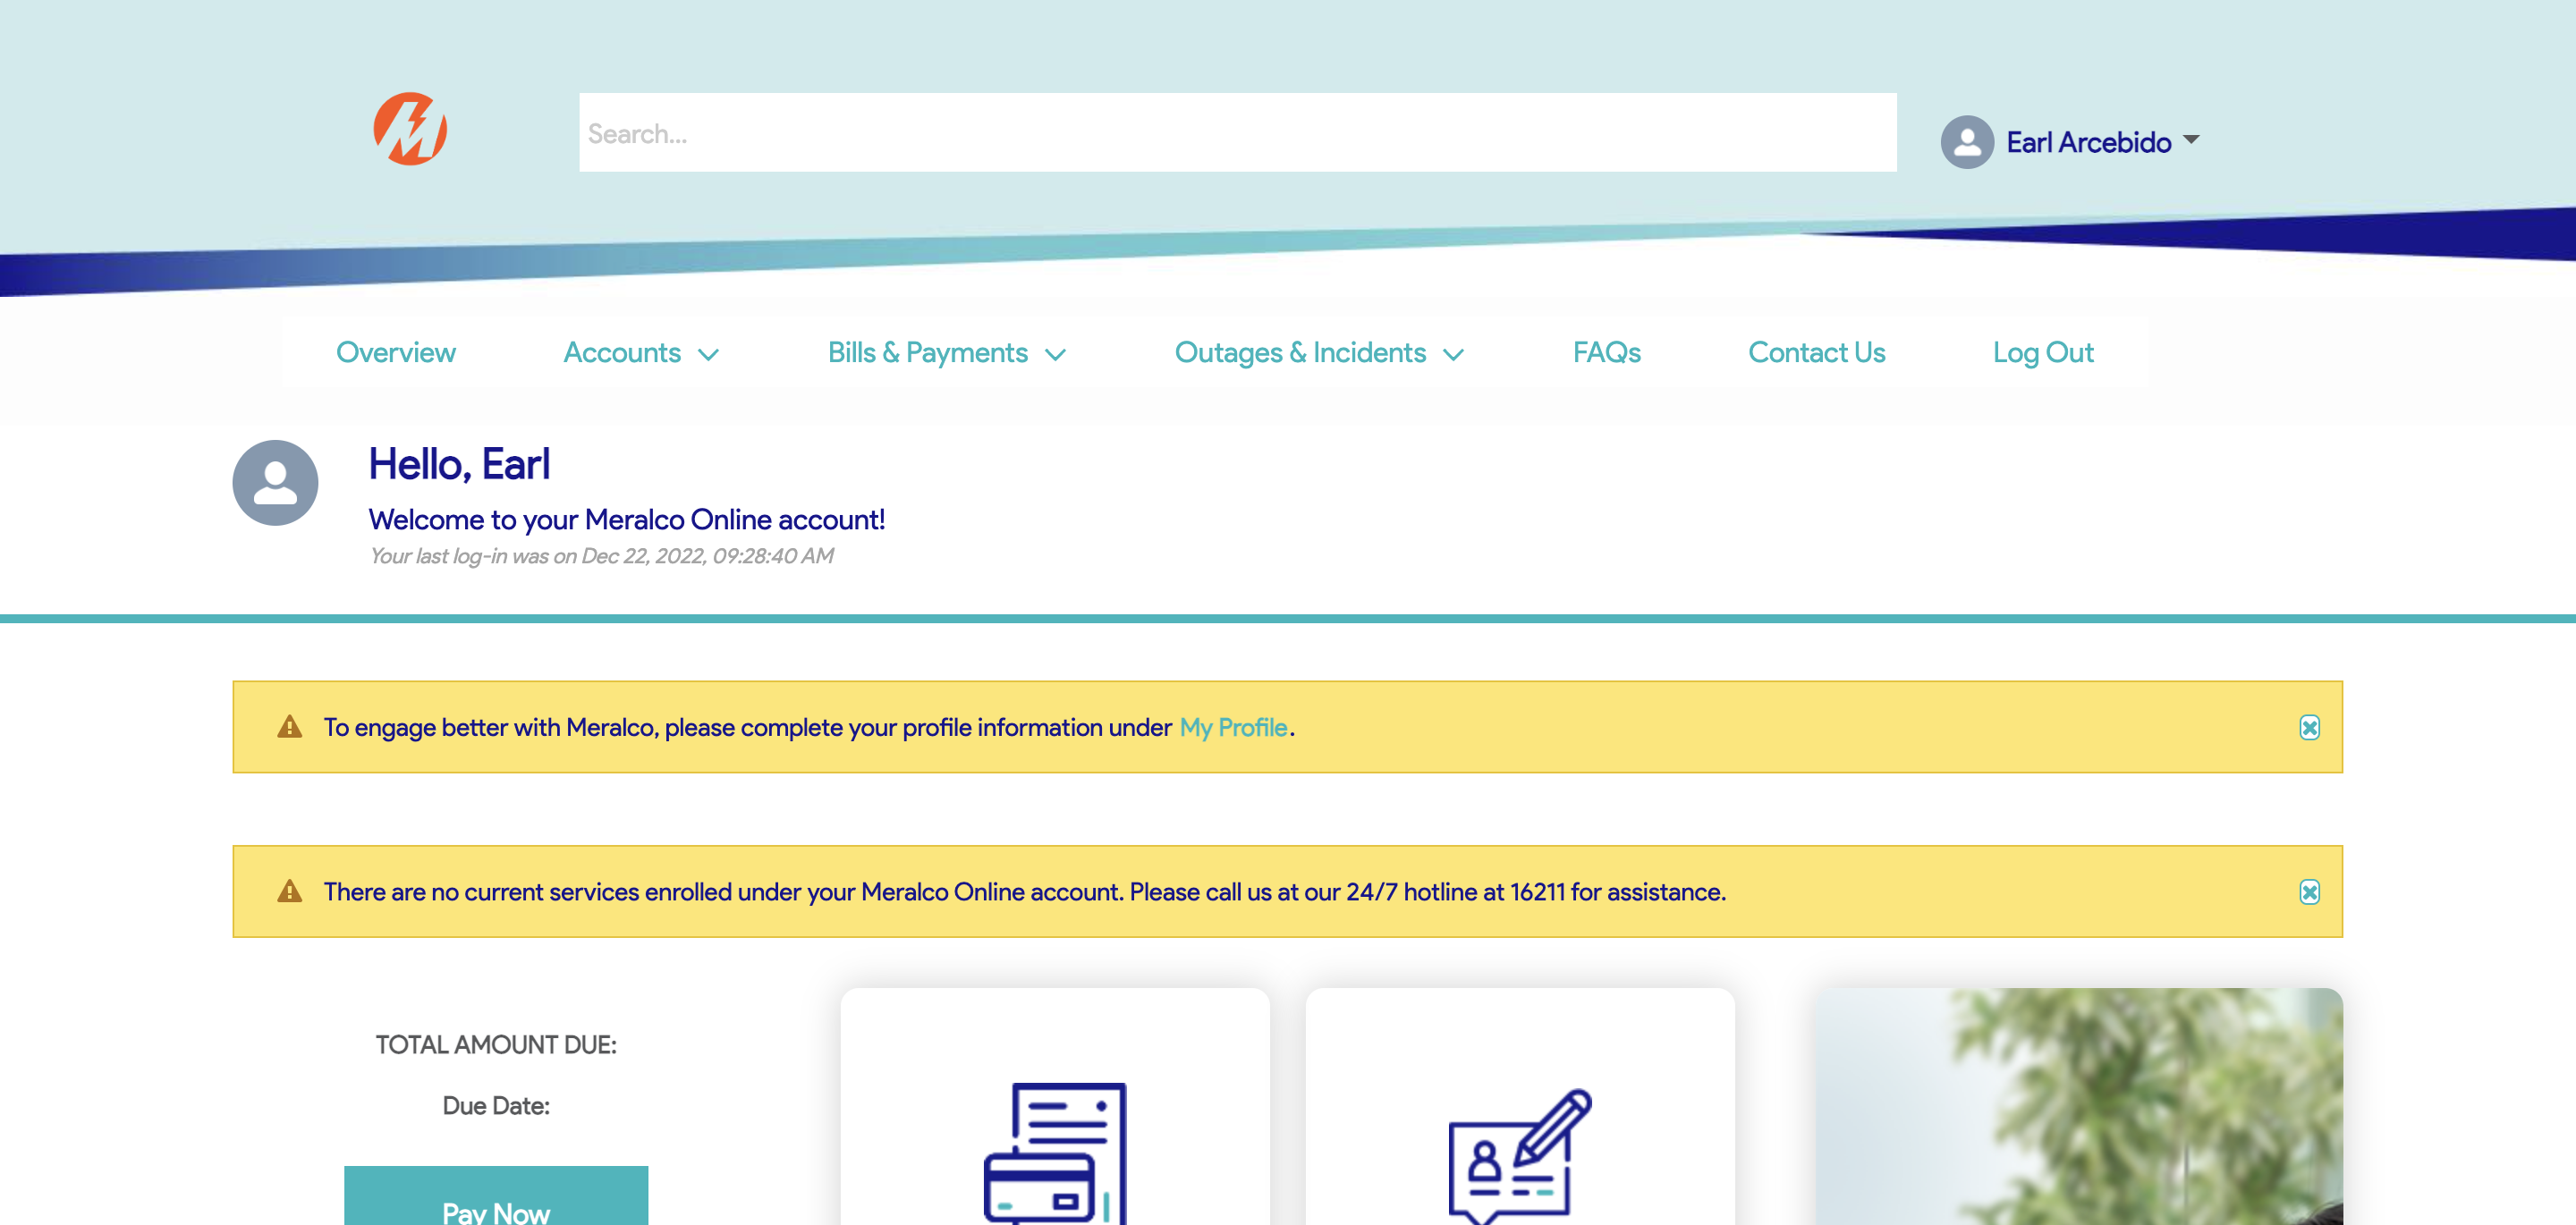 Search...
Earl Arcebido
Overview
Accounts
Bills & Payments
Outages & Incidents
FAQs
Contact Us
Log Out
Hello, Earl
Welcome to your Meralco Online account!
Your last log-in was on Dec 22, 2022, 09:28:40 AM
To engage better with Meralco, please complete your profile information under My Profile.
There are no current services enrolled under your Meralco Online account. Please call us at our 24/7 hotline at 16211 for assistance.
TOTAL AMOUNT DUE:
Due Date:
Pay Now